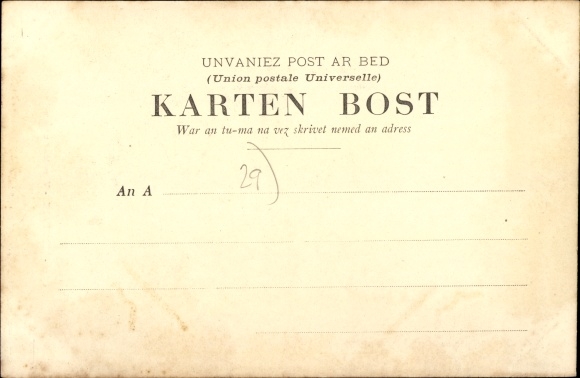 UNVANIEZ POST AR BED
(Union postale Universelle)
KARTEN BOST
War an tu-ma na vez skrivet nemed an adress
29
An A